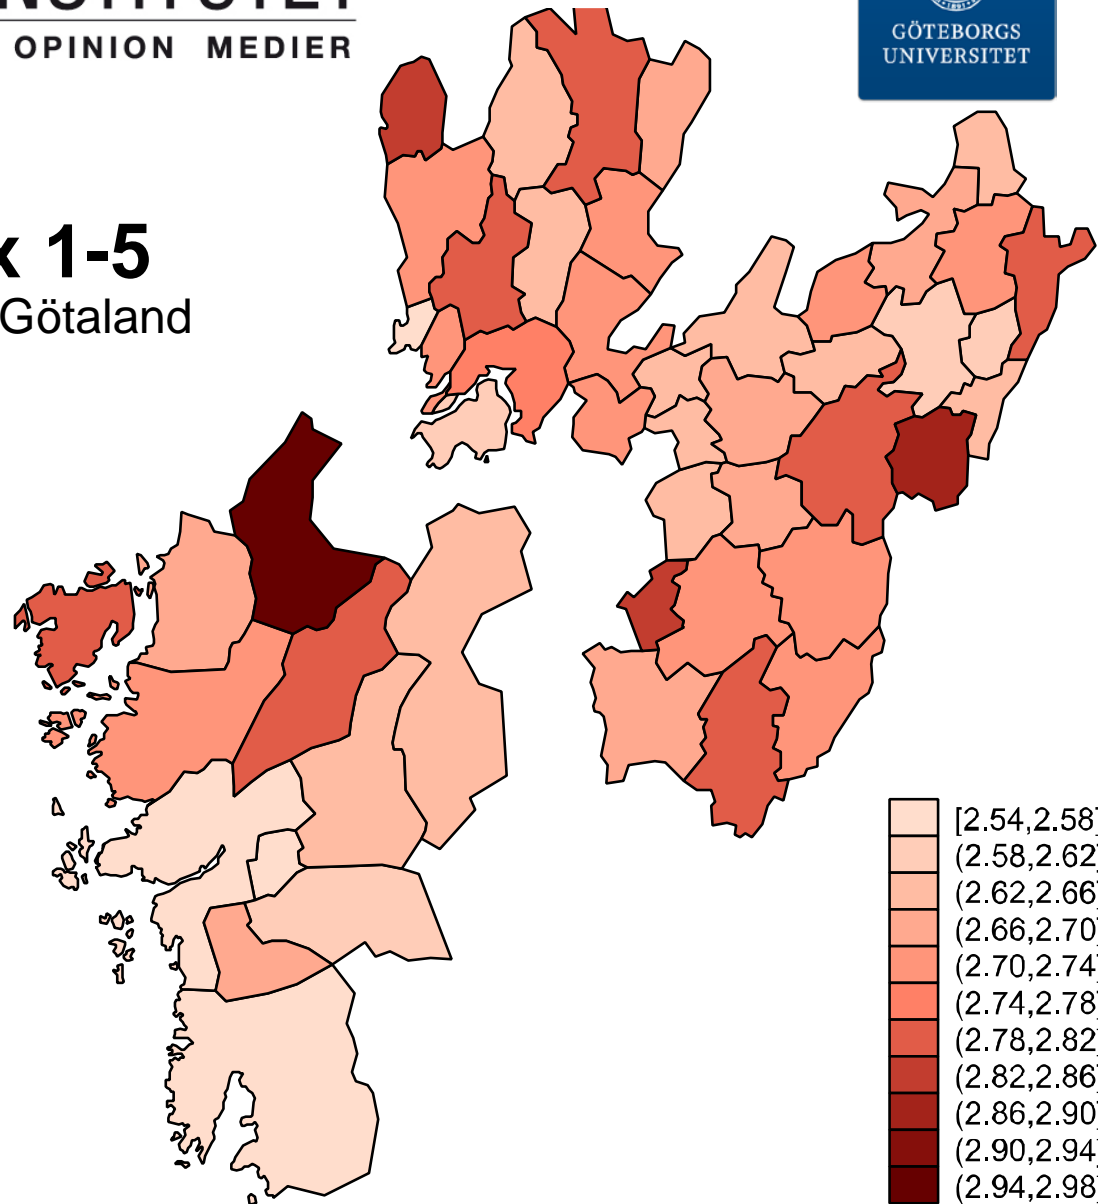 OPINION MEDIER
GÖTEBORGS
UNIVERSITET
x 1-5
Götaland
[2.54,2.58]
(2.58,2.62]
(2.62,2.66]
(2.66,2.70]
(2.70,2.74]
(2.74,2.78]
(2.78,2.82]
(2.82,2.86]
(2.86,2.90]
(2.90,2.94]
(2.94,2.98]